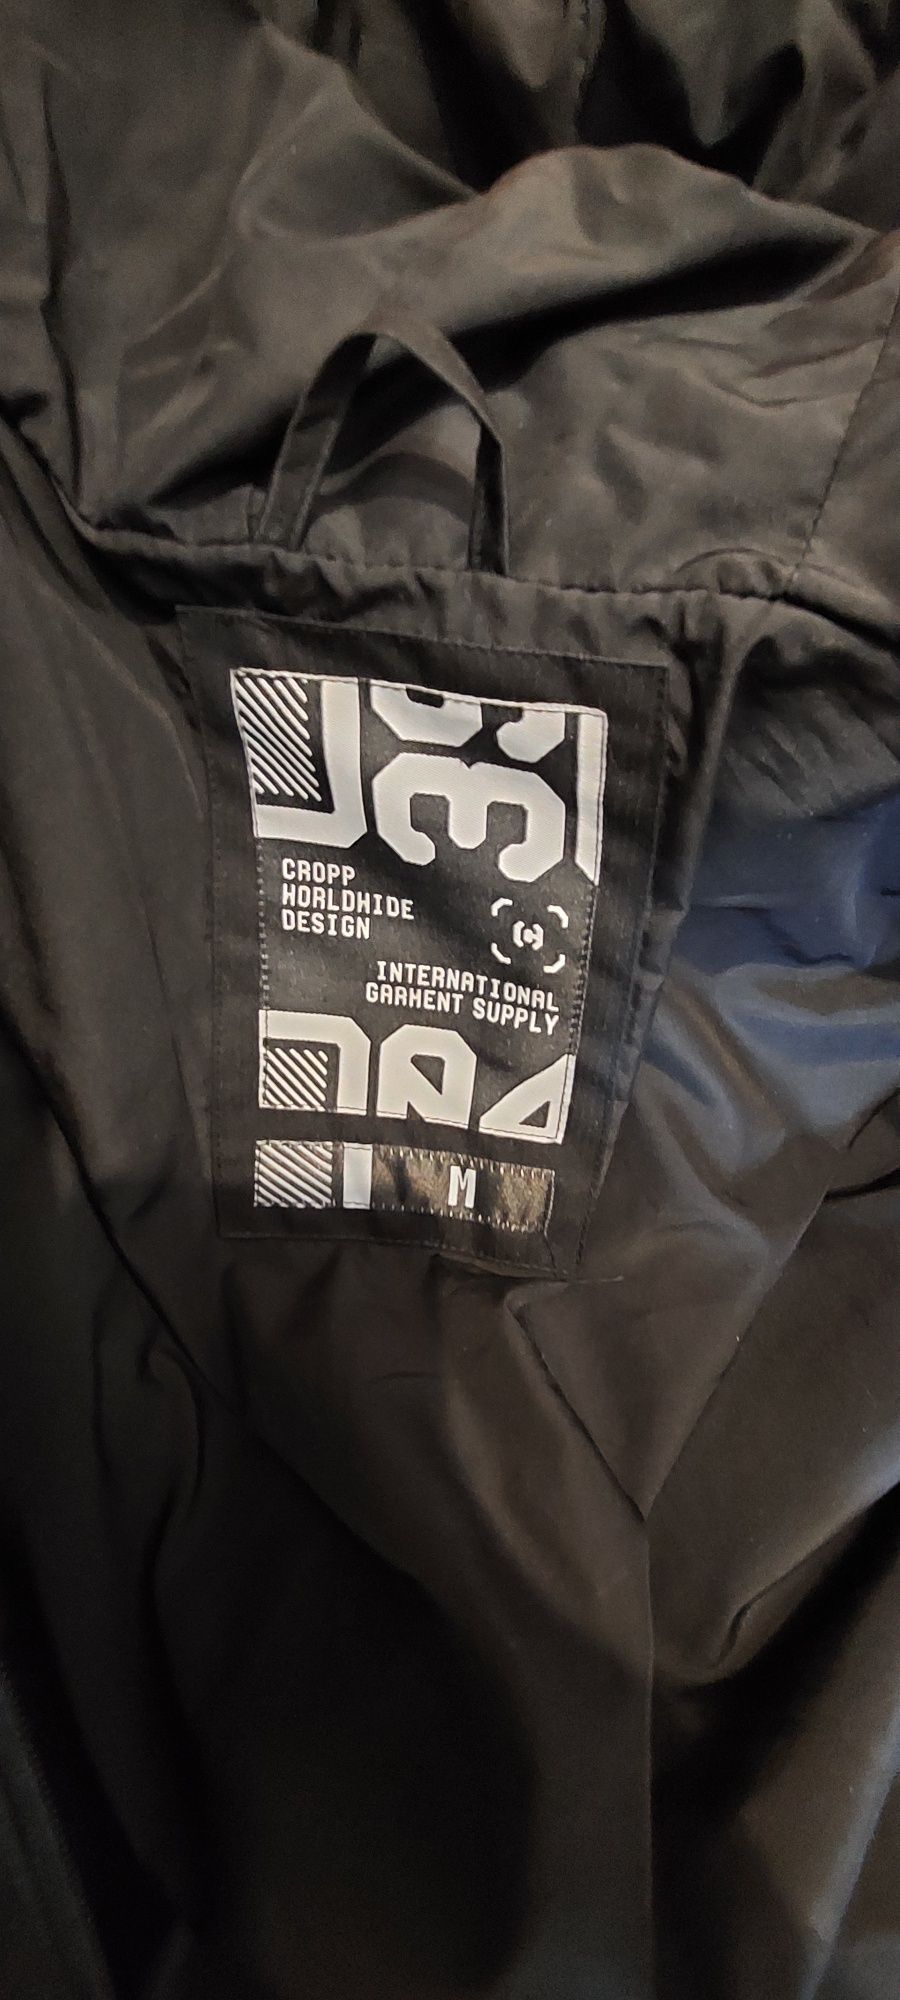 CROPP
WORLDWIDE
DESIGN
INTERNATIONAL
GARMENT SUPPLY
M